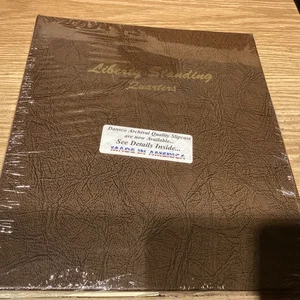 Liberty Standing
Quarters
Dansco Archival Quality Slipcase
are now Available...
See Details Inside...
MADE IN AMERICA